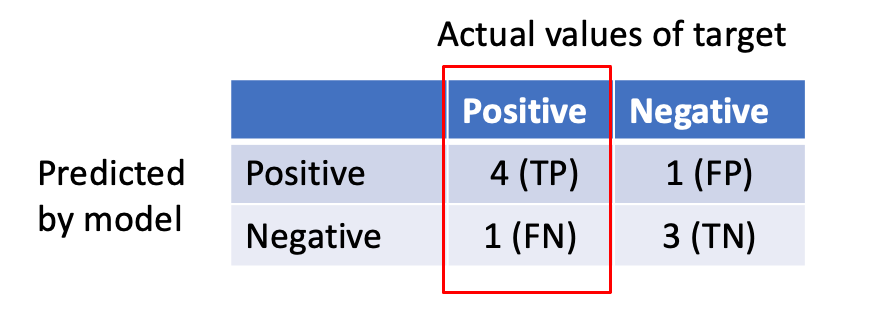 Actual values of target
Positive Negative
Predicted by model
Positive 4 (TP) 1 (FP)
Negative 1 (FN) 3 (TN)